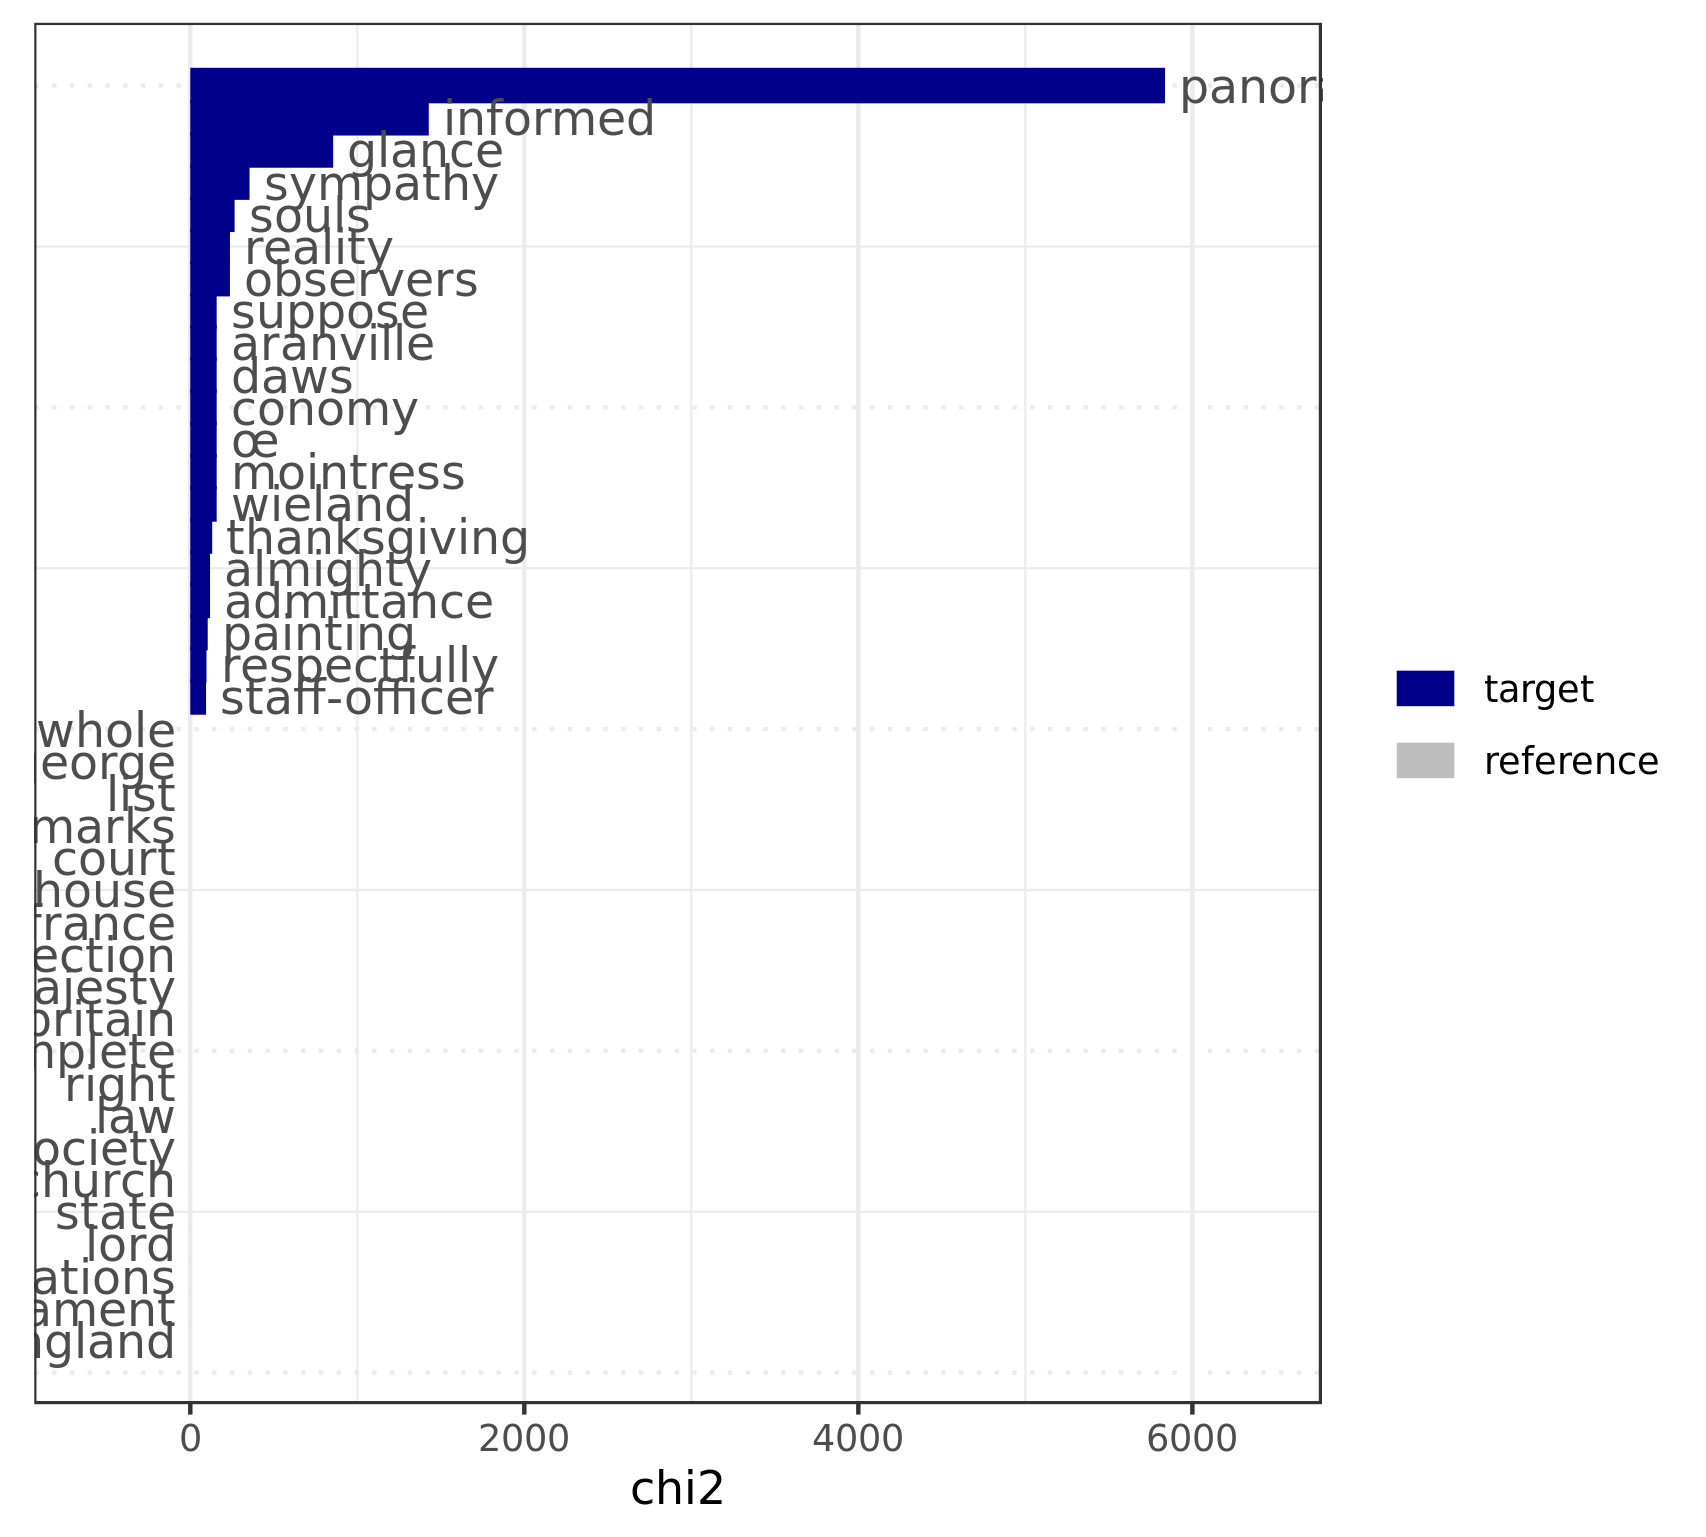 panor
informed
glance
sympathy
souls
reality
observers
suppose
aranville
daws
conomy
œ
mointress
wieland
thanksgiving
almighty
admittance
painting
respectfully
staff-officer
whole
eorge
list
marks
court
house
france
ection
ajesty
britain
nplete
right
law
ociety
church
state
lord
ations
ament
ngland
target
reference
0 2000 4000 6000
chi2